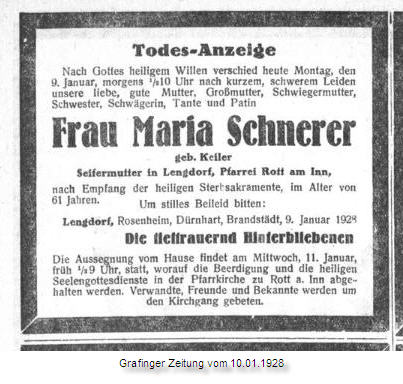 Todes-Anzeige
Nach Gottes heiligem Willen verschied heute Montag, den
9. Januar, morgens ½10 Uhr nach kurzem, schwerem Leiden
unsere liebe, gute Mutter, Großmutter, Schwiegermutter,
Schwester, Schwägerin, Tante und Patin
Frau Maria Schnerer
geb. Keiler
Seifermutter in Lengdorf, Pfarrei Rott am Inn,
nach Empfang der heiligen Sterbsakramente, im Alter von
61 Jahren.
Um stilles Beileid bitten:
Lengdorf, Rosenheim, Dürnhart, Brandstädt, 9. Januar 1928
Die tieftrauernd Hinterbliebenen
Die Aussegnung vom Hause findet am Mittwoch, 11. Januar,
früh ½9 Uhr, statt, worauf die Beerdigung und die heiligen
Seelengottesdienste in der Pfarrkirche zu Rott a. Inn abge-
halten werden. Verwandte, Freunde und Bekannte werden um
den Kirchgang gebeten.
Grafinger Zeitung vom 10.01.1928